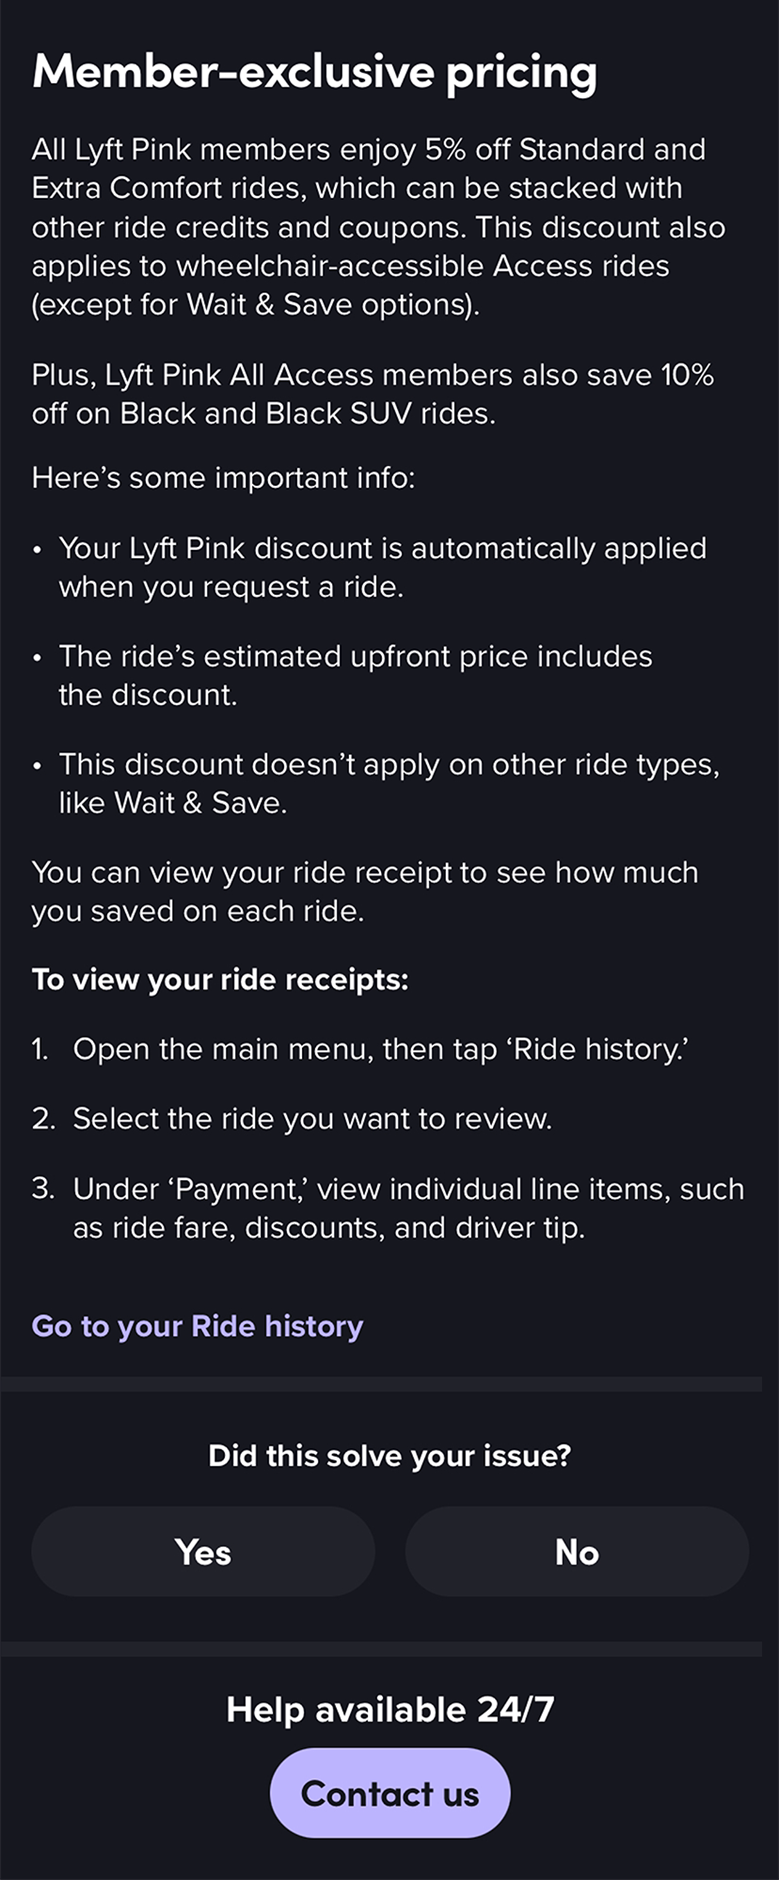 Member-exclusive pricing
All Lyft Pink members enjoy 5% off Standard and
Extra Comfort rides, which can be stacked with
other ride credits and coupons. This discount also
applies to wheelchair-accessible Access rides
(except for Wait & Save options).
Plus, Lyft Pink All Access members also save 10%
off on Black and Black SUV rides.
Here’s some important info:
• Your Lyft Pink discount is automatically applied
when you request a ride.
• The ride’s estimated upfront price includes
the discount.
• This discount doesn’t apply on other ride types,
like Wait & Save.
You can view your ride receipt to see how much
you saved on each ride.
To view your ride receipts:
1. Open the main menu, then tap ‘Ride history.’
2. Select the ride you want to review.
3. Under ‘Payment,’ view individual line items, such
as ride fare, discounts, and driver tip.
Go to your Ride history
Did this solve your issue?
Yes No
Help available 24/7
Contact us